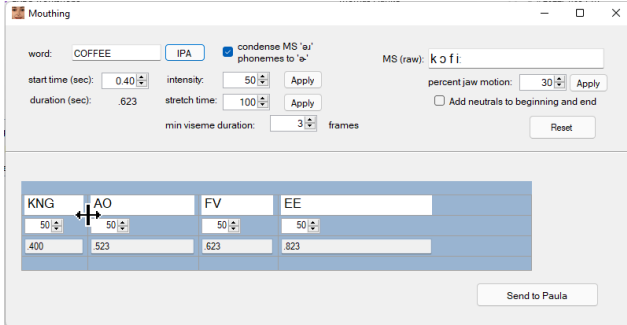 Mouthing
word: COFFEE IPA condense MS 'əɹ' phonemes to 'ɚ' MS (raw): k ɔ f iː
start time (sec): 0.40 intensity: 50 Apply percent jaw motion: 30 Apply
duration (sec): .623 stretch time: 100 Apply Add neutrals to beginning and end
min viseme duration: 3 frames Reset
KNG AO FV EE
50 50 50 50
.400 .523 .623 .823
Send to Paula